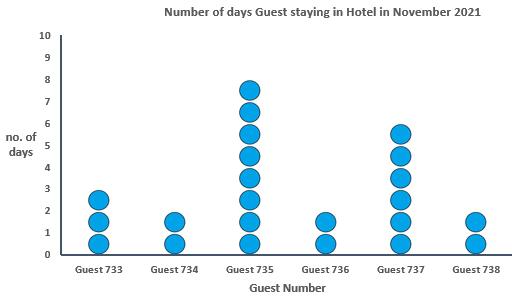 Number of days Guest staying in Hotel in November 2021
10
9
8
7
6
5
4
3
2
1
0
no. of
days
Guest 733 Guest 734 Guest 735 Guest 736 Guest 737 Guest 738
Guest Number